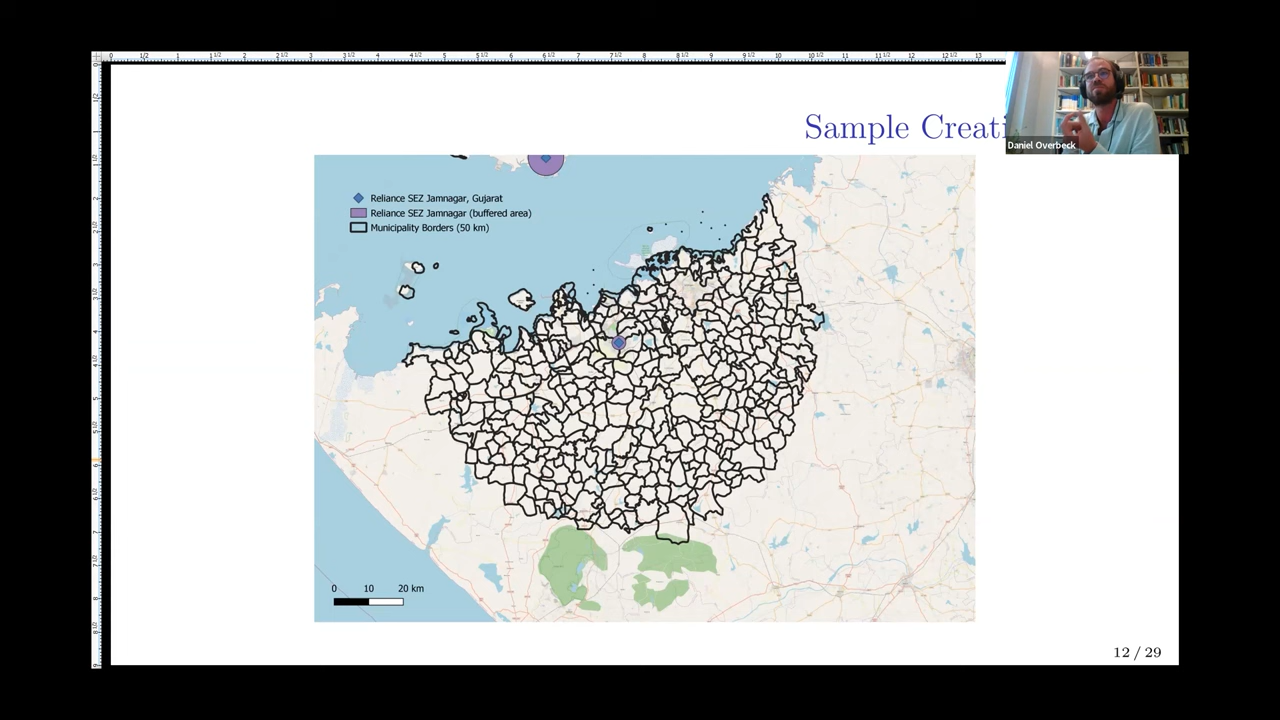 Sample Creati
Daniel Overbeck
Reliance SEZ Jamnagar, Gujarat
Reliance SEZ Jamnagar (buffered area)
Municipality Borders (50 km)
0 10 20 km
12 / 29